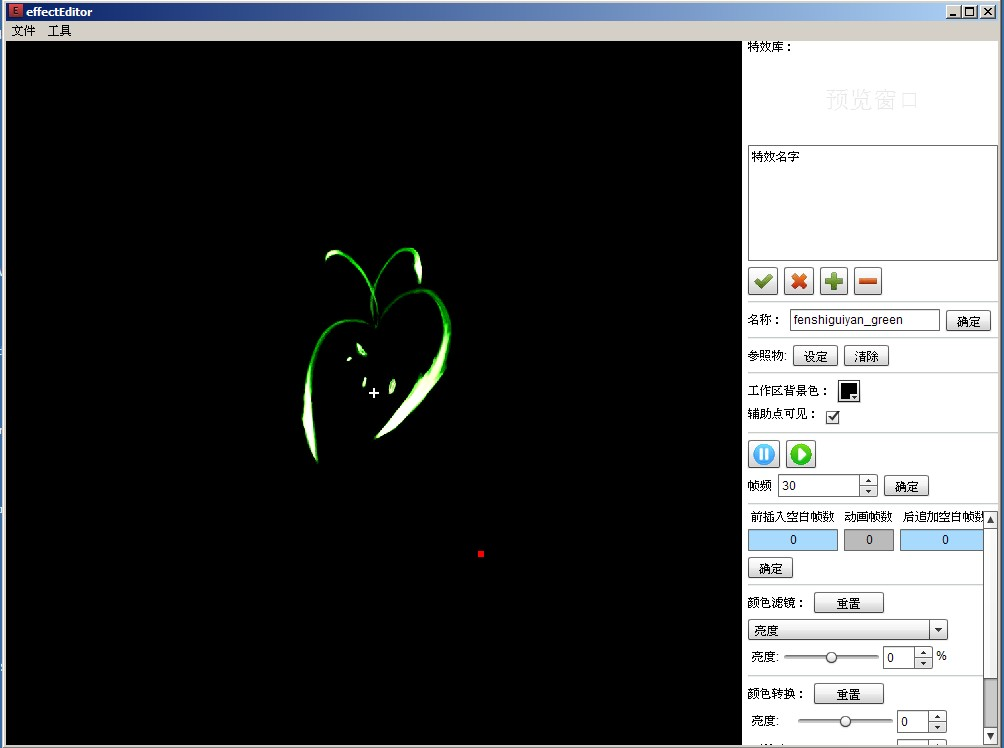 effectEditor
文件 工具
特效库：
预览窗口
特效名字
名称： fenshiguiyan_green 确定
参照物: 设定 清除
工作区背景色：
辅助点可见：
帧频 30 确定
前插入空白帧数 动画帧数 后追加空白帧数
0 0 0
确定
颜色滤镜： 重置
亮度
亮度: 0 %
颜色转换： 重置
亮度: 0